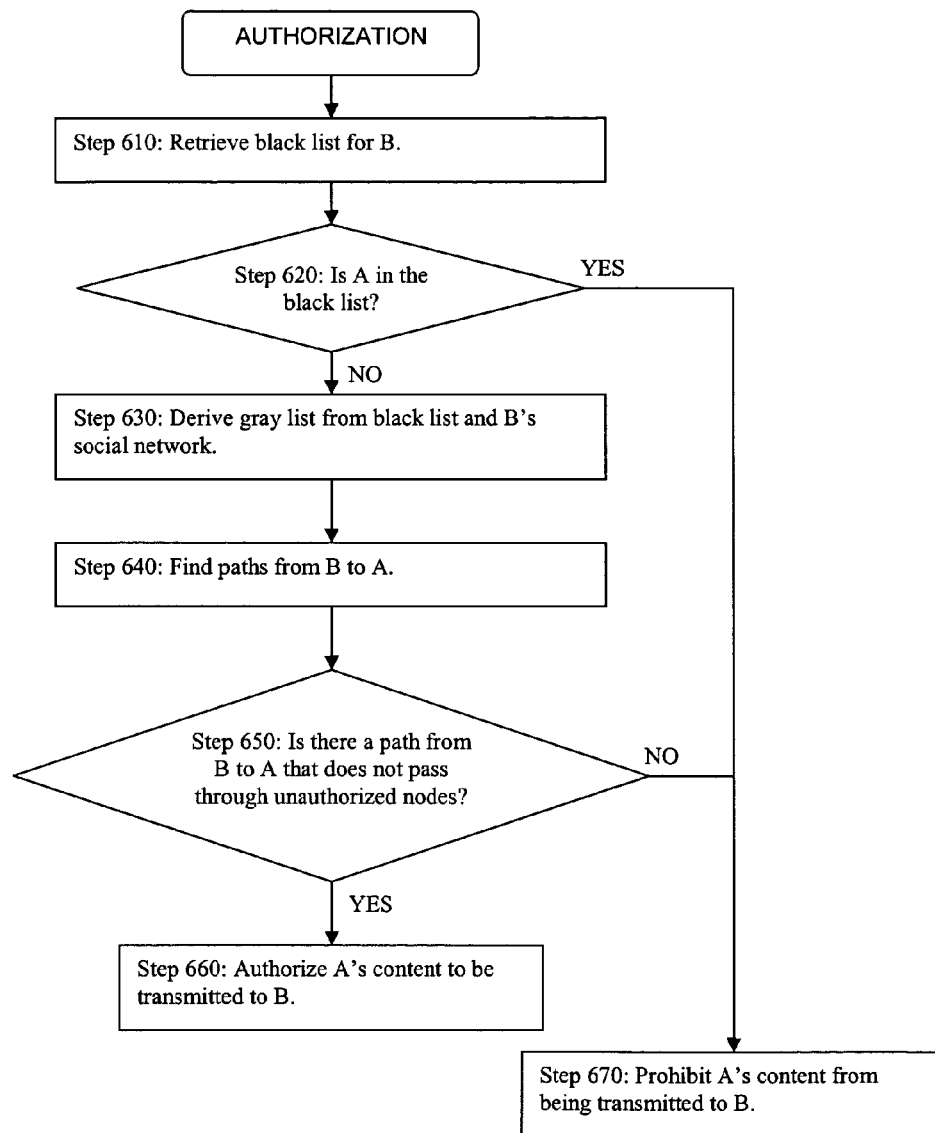 AUTHORIZATION
Step 610: Retrieve black list for B.
Step 620: Is A in the
black list?
YES
NO
Step 630: Derive gray list from black list and B's
social network.
Step 640: Find paths from B to A.
Step 650: Is there a path from
B to A that does not pass
through unauthorized nodes?
NO
YES
Step 660: Authorize A's content to be
transmitted to B.
Step 670: Prohibit A's content from
being transmitted to B.